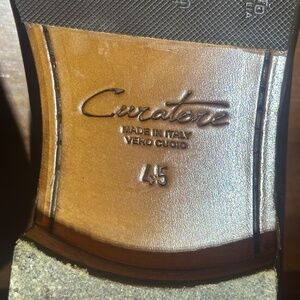 Curatore
MADE IN ITALY
VERO CUOIO
45